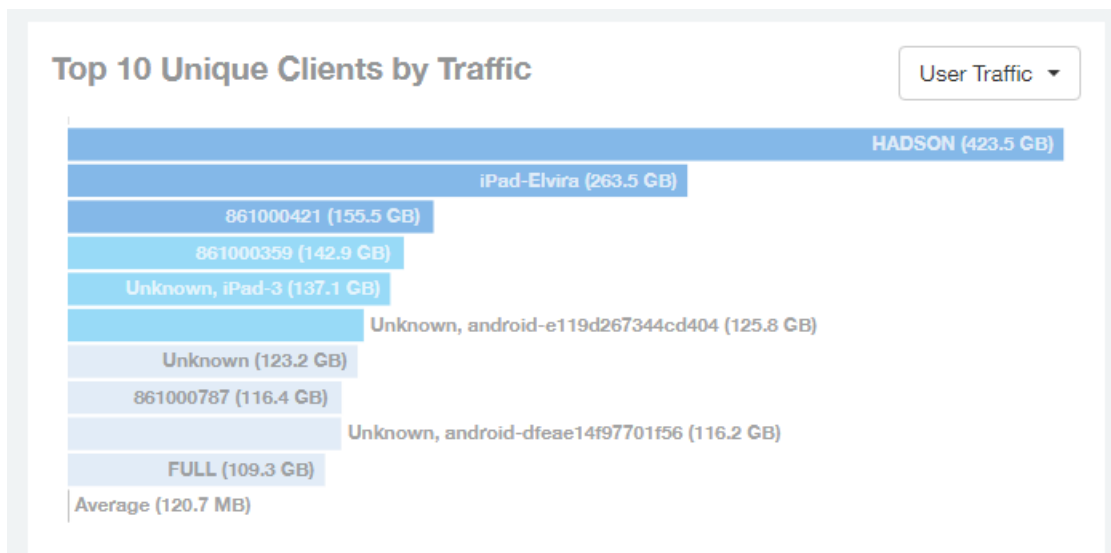 Top 10 Unique Clients by Traffic
User Traffic
HADSON (423.5 GB)
iPad-Elvira (263.5 GB)
861000421 (155.5 GB)
861000359 (142.9 GB)
Unknown, iPad-3 (137.1 GB)
Unknown, android-e119d267344cd404 (125.8 GB)
Unknown (123.2 GB)
861000787 (116.4 GB)
Unknown, android-dfeae14f97701f56 (116.2 GB)
FULL (109.3 GB)
Average (120.7 MB)